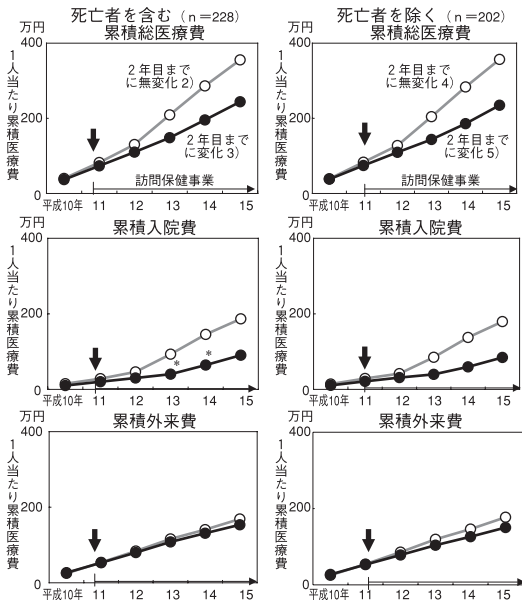 死亡者を含む（n＝228）
累積総医療費
万円
400
200
0
1人当たり累積医療費
2年目まで
に無変化2）
2年目まで
に変化3）
訪問保健事業
平成10年 11 12 13 14 15
死亡者を除く（n＝202）
累積総医療費
万円
400
200
0
1人当たり累積医療費
2年目まで
に無変化4）
2年目まで
に変化5）
訪問保健事業
平成10年 11 12 13 14 15
累積入院費
万円
400
200
0
1人当たり累積医療費
*
*
平成10年 11 12 13 14 15
累積入院費
万円
400
200
0
1人当たり累積医療費
平成10年 11 12 13 14 15
累積外来費
万円
400
200
0
1人当たり累積医療費
平成10年 11 12 13 14 15
累積外来費
万円
400
200
0
1人当たり累積医療費
平成10年 11 12 13 14 15